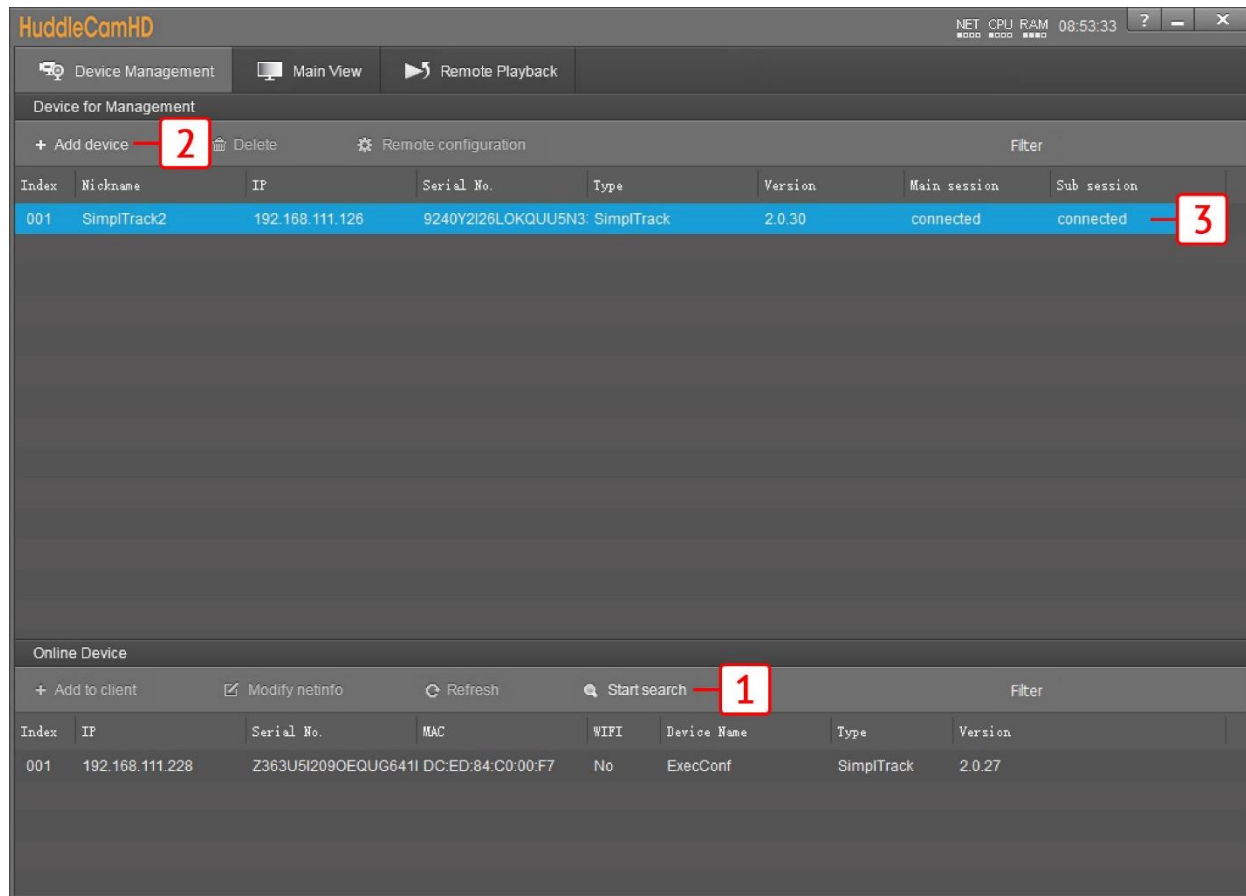 HuddleCamHD NET CPU RAM 08:53:33 ?
Device Management Main View Remote Playback
Device for Management
+ Add device 2 Delete Remote configuration Filter
Index Nickname IP Serial No. Type Version Main session Sub session
001 SimplTrack2 192.168.111.126 9240Y2I26LOKQUU5N3 SimplTrack 2.0.30 connected connected 3
Online Device
+ Add to client Modify netinfo Refresh Start search 1 Filter
Index IP Serial No. MAC WIFI Device Name Type Version
001 192.168.111.228 Z363U5I209OEQUG641 DC:ED:84:C0:00:F7 No ExecConf SimplTrack 2.0.27